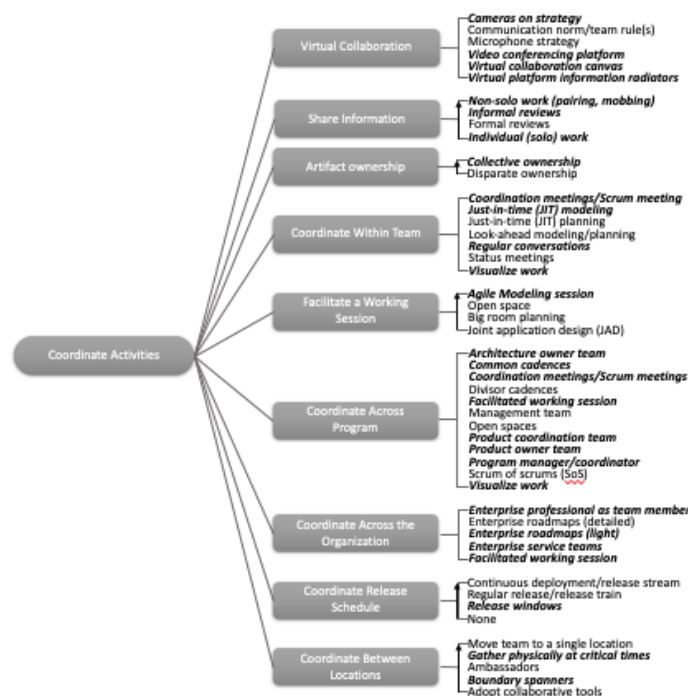 Coordinate Activities
Virtual Collaboration
Cameras on strategy
Communication norm/team rule(s)
Microphone strategy
Video conferencing platform
Virtual collaboration canvas
Virtual platform information radiators
Share Information
Non-solo work (pairing, mobbing)
Informal reviews
Formal reviews
Individual (solo) work
Artifact ownership
Collective ownership
Disparate ownership
Coordinate Within Team
Coordination meetings/Scrum meeting
Just-in-time (JIT) modeling
Just-in-time (JIT) planning
Look-ahead modeling/planning
Regular conversations
Status meetings
Visualize work
Facilitate a Working
Session
Agile Modeling session
Open space
Big room planning
Joint application design (JAD)
Coordinate Across
Program
Architecture owner team
Common cadences
Coordination meetings/Scrum meetings
Divisor cadences
Facilitated working session
Management team
Open spaces
Product coordination team
Product owner team
Program manager/coordinator
Scrum of scrums (SoS)
Visualize work
Coordinate Across the
Organization
Enterprise professional as team member
Enterprise roadmaps (detailed)
Enterprise roadmaps (light)
Enterprise service teams
Facilitated working session
Coordinate Release
Schedule
Continuous deployment/release stream
Regular release/release train
Release windows
None
Coordinate Between
Locations
Move team to a single location
Gather physically at critical times
Ambassadors
Boundary spanners
Adopt collaborative tools